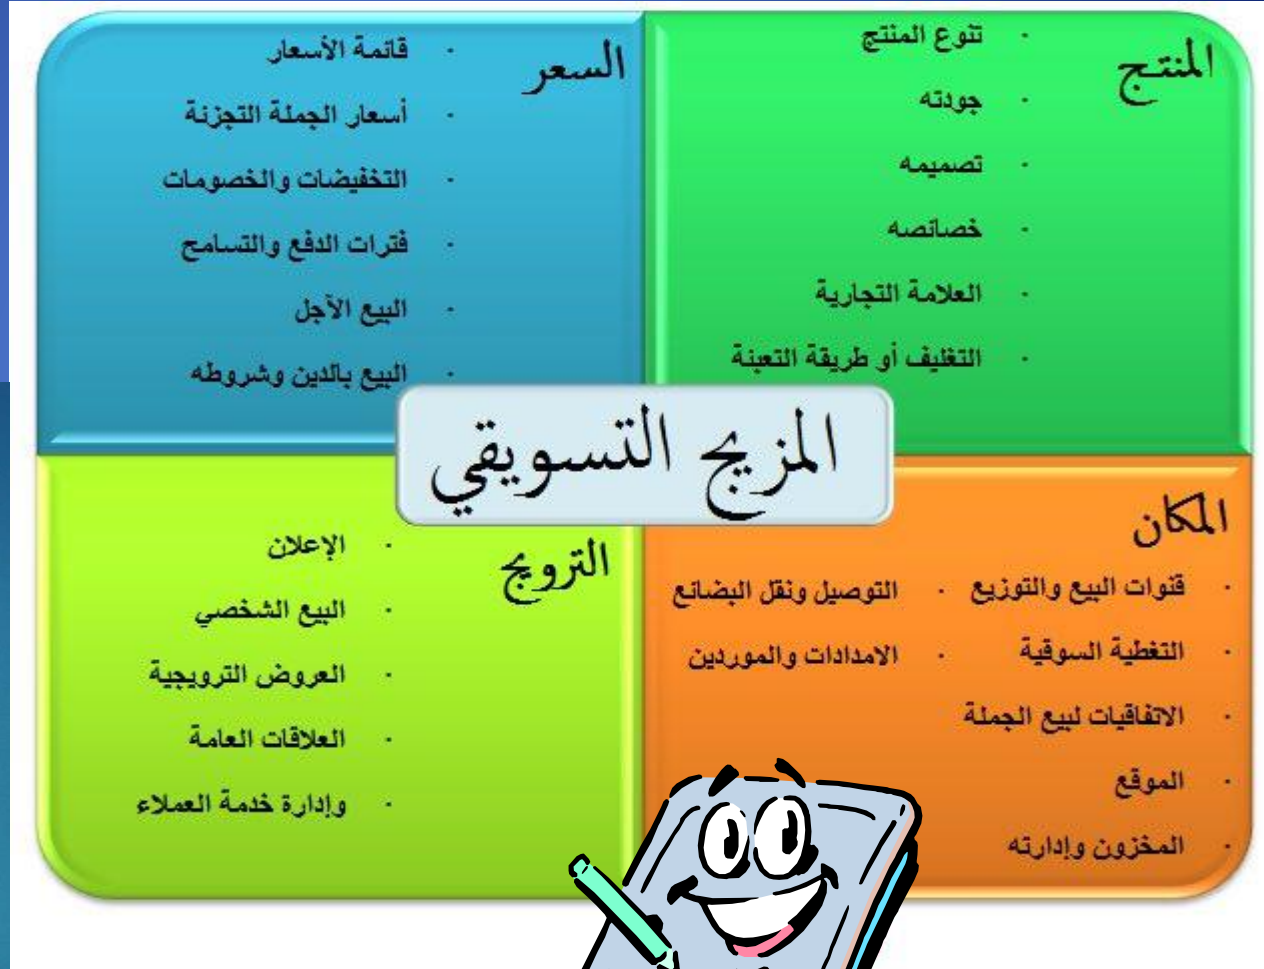 المنتج
تنوع المنتج
جودته
تصميمه
خصائصه
العلامة التجارية
التغليف أو طريقة التعبئة
السعر
قائمة الأسعار
أسعار الجملة التجزئة
التخفيضات والخصومات
فترات الدفع والتسامح
البيع الآجل
البيع بالدين وشروطه
المزيج التسويقي
المكان
قنوات البيع والتوزيع
التغطية السوقية
الاتفاقيات لبيع الجملة
الموقع
المخزون وإدارته
التوصيل ونقل البضائع
الامدادات والموردين
الترويج
الإعلان
البيع الشخصي
العروض الترويجية
العلاقات العامة
وإدارة خدمة العملاء